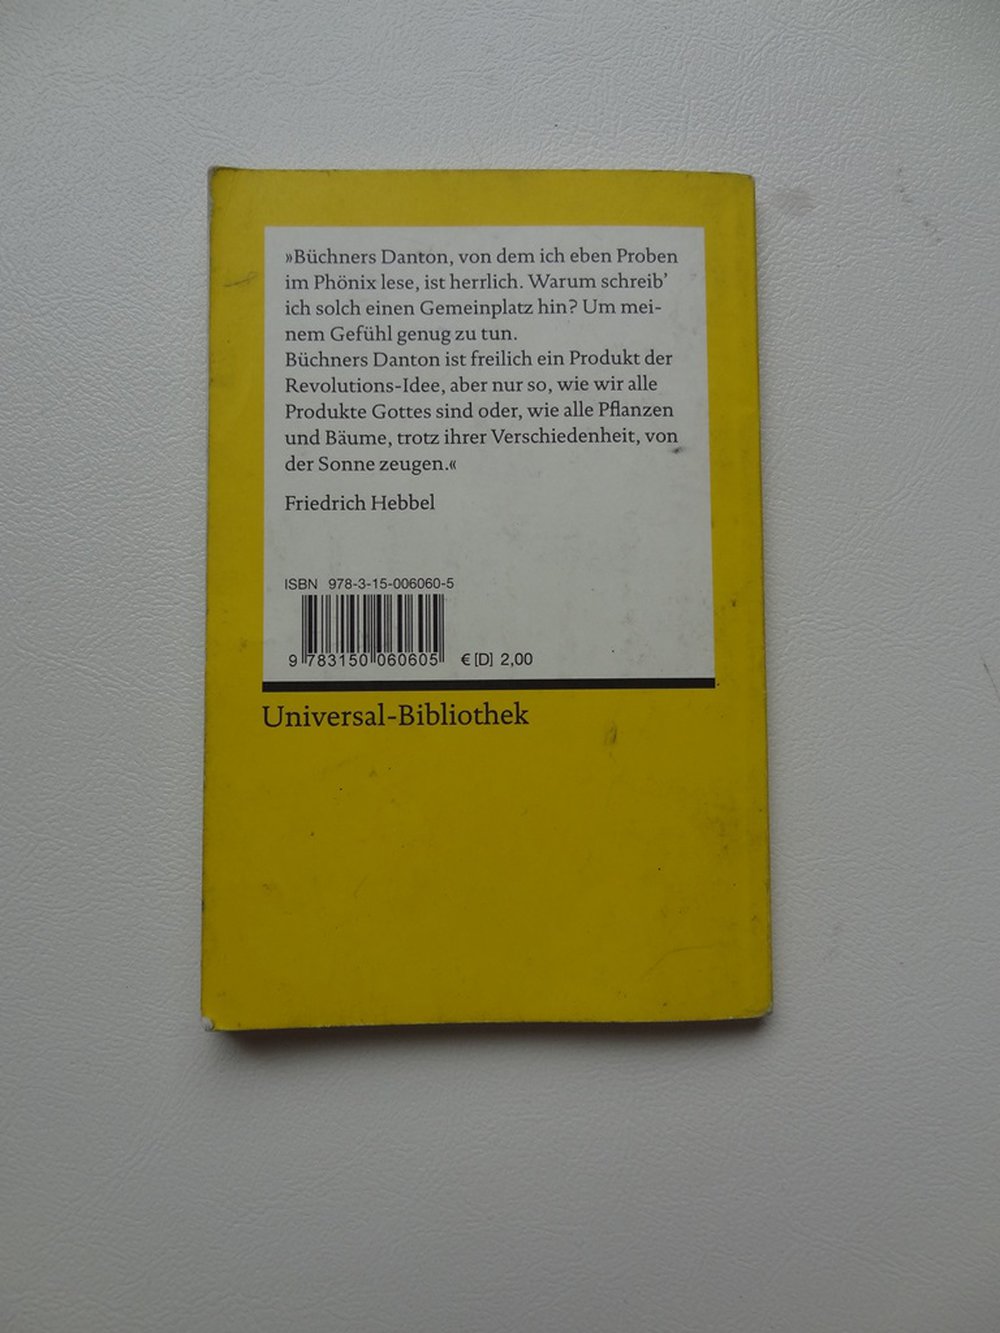 »Büchners Danton, von dem ich eben Proben
im Phönix lese, ist herrlich. Warum schreib’
ich solch einen Gemeinplatz hin? Um mei-
nem Gefühl genug zu tun.
Büchners Danton ist freilich ein Produkt der
Revolutions-Idee, aber nur so, wie wir alle
Produkte Gottes sind oder, wie alle Pflanzen
und Bäume, trotz ihrer Verschiedenheit, von
der Sonne zeugen.«
Friedrich Hebbel
ISBN 978-3-15-006060-5
9 783150 060605 € [D] 2,00
Universal-Bibliothek